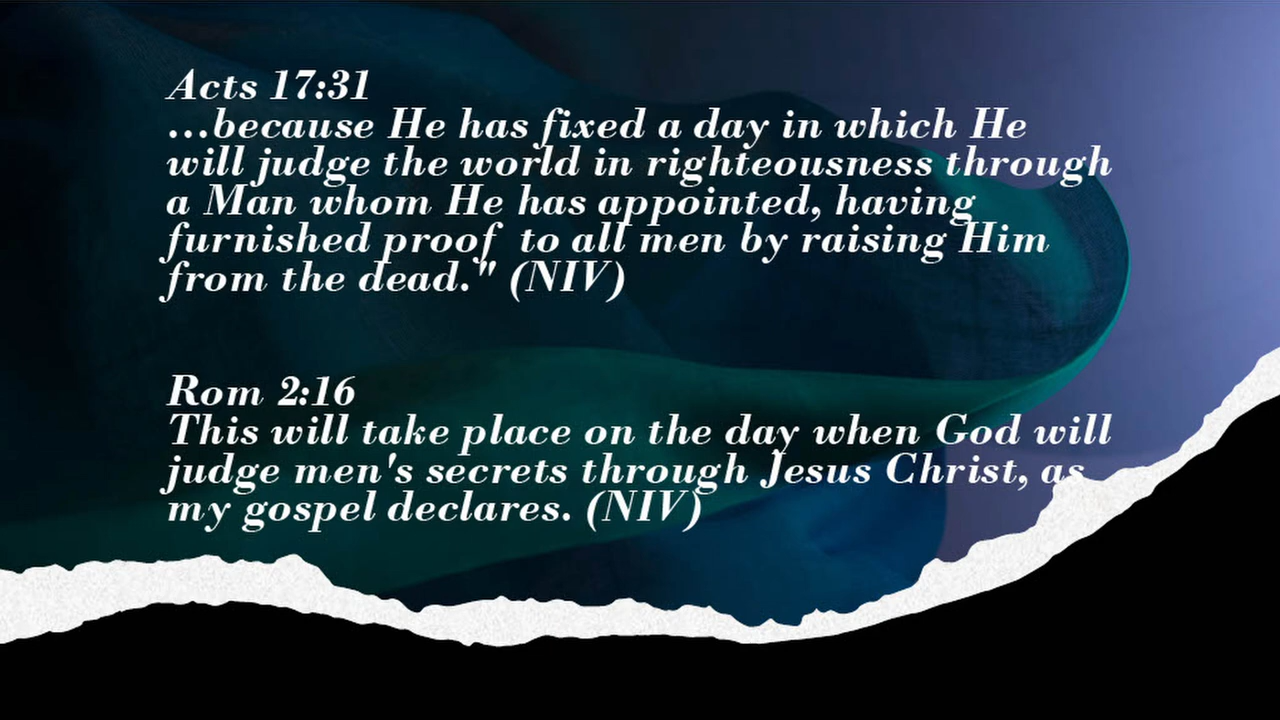 Acts 17:31
...because He has fixed a day in which He
will judge the world in righteousness through
a Man whom He has appointed, having
furnished proof to all men by raising Him
from the dead." (NIV)
Rom 2:16
This will take place on the day when God will
judge men's secrets through Jesus Christ, as
my gospel declares. (NIV)